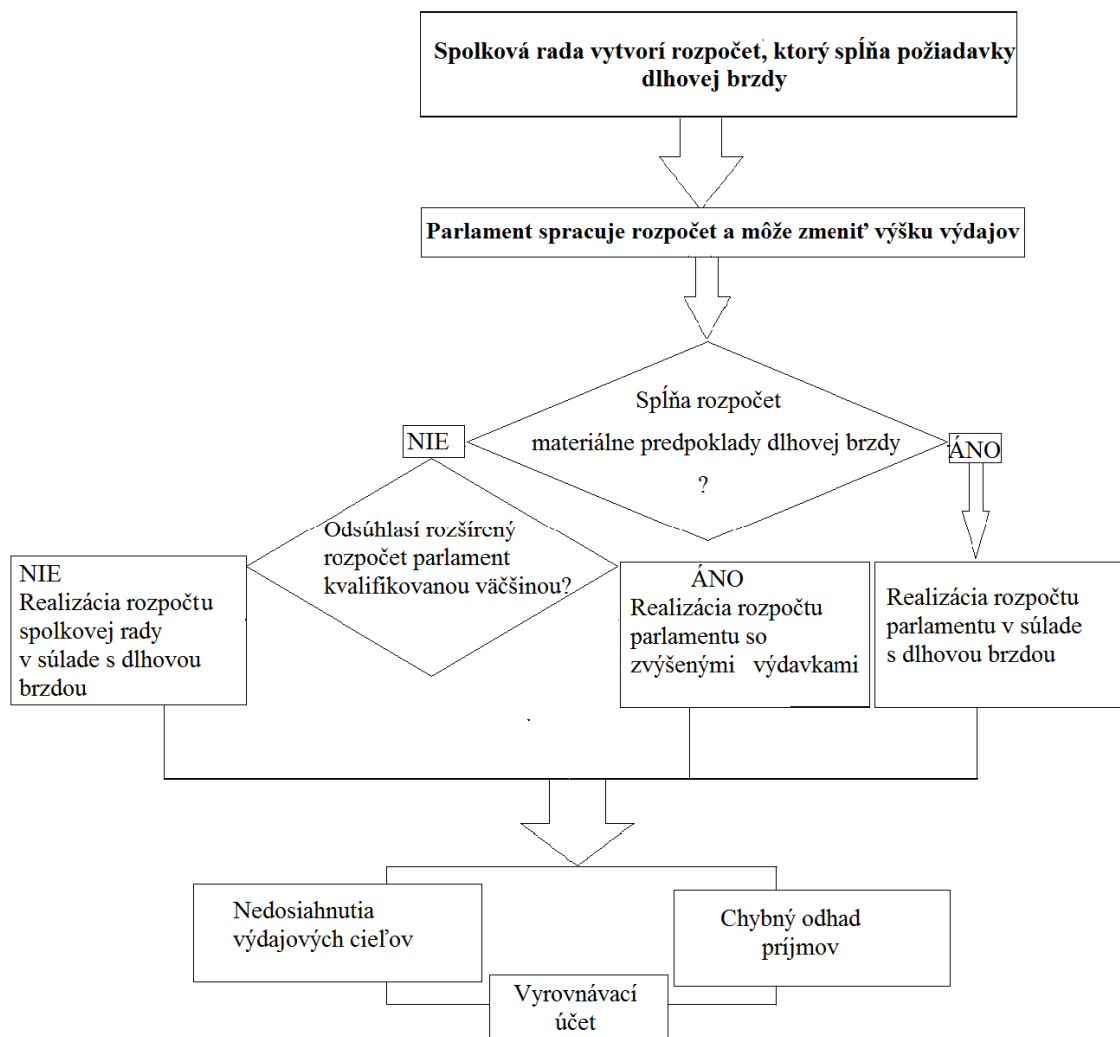 Spolková rada vytvorí rozpočet, ktorý spĺňa požiadavky
dlhovej brzdy
Parlament spracuje rozpočet a môže zmeniť výšku výdajov
Spĺňa rozpočet
materiálne predpoklady dlhovej brzdy
?
NIE
ÁNO
Odsúhlasí rozšírený
rozpočet parlament
kvalifikovanou väčšinou?
NIE
Realizácia rozpočtu
spolkovej rady
v súlade s dlhovou
brzdou
ÁNO
Realizácia rozpočtu
parlamentu so
zvýšenými výdavkami
Realizácia rozpočtu
parlamentu v súlade
s dlhovou brzdou
Nedosiahnutia
výdajových cieľov
Chybný odhad
príjmov
Vyrovnávací
účet